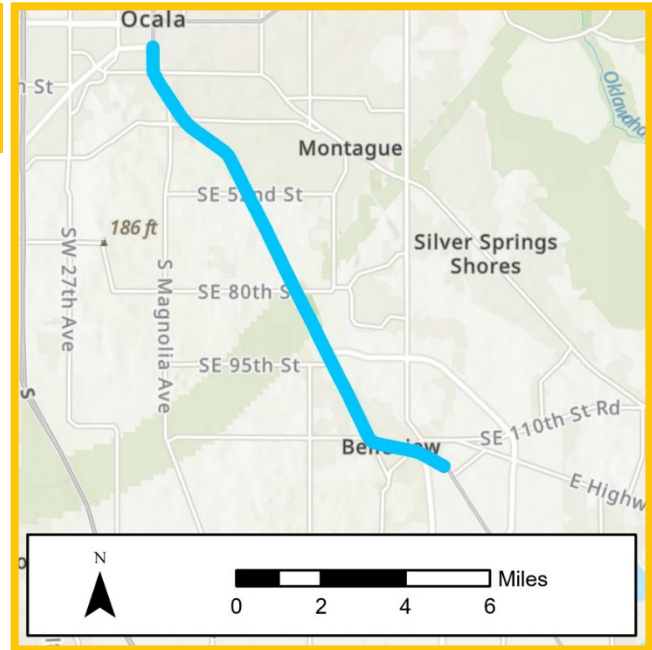 Ocala
h St
Oklawaha
Montague
SE 52nd St
186 ft
Silver Springs
Shores
SW 27th Ave
S Magnolia Ave
SE 80th S
SE 95th St
S
SE 110th St Rd
E Highw
N
Miles
0 2 4 6